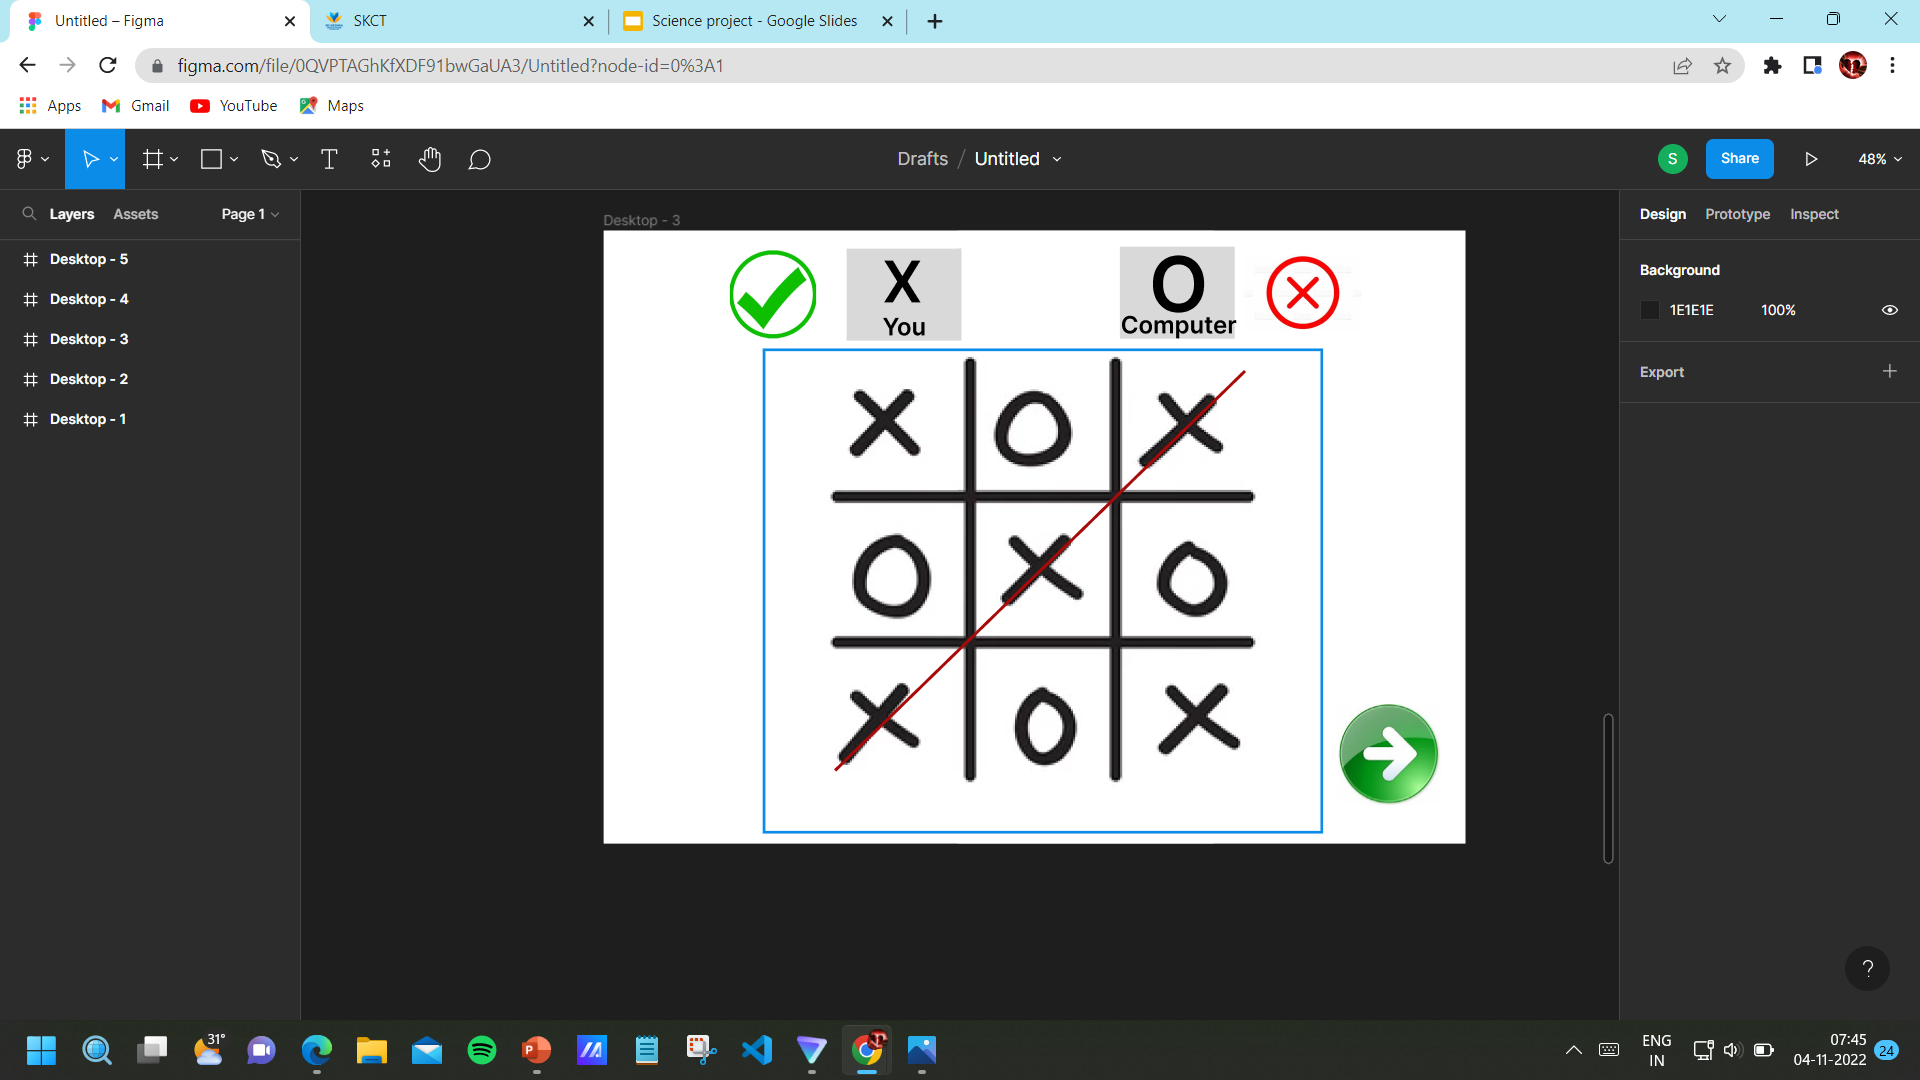 Untitled – Figma
SKCT
Science project - Google Slides
figma.com/file/0QVPTAGhKfXDF91bwGaUA3/Untitled?node-id=0%3A1
Apps
Gmail
YouTube
Maps
Drafts / Untitled
S
Share
48%
Layers
Assets
Page 1
Desktop - 5
Desktop - 4
Desktop - 3
Desktop - 2
Desktop - 1
Desktop - 3
X
You
O
Computer
X O X
O X O
X O X
Design
Prototype
Inspect
Background
1E1E1E
100%
Export
?
31°
ENG
IN
07:45
04-11-2022
24